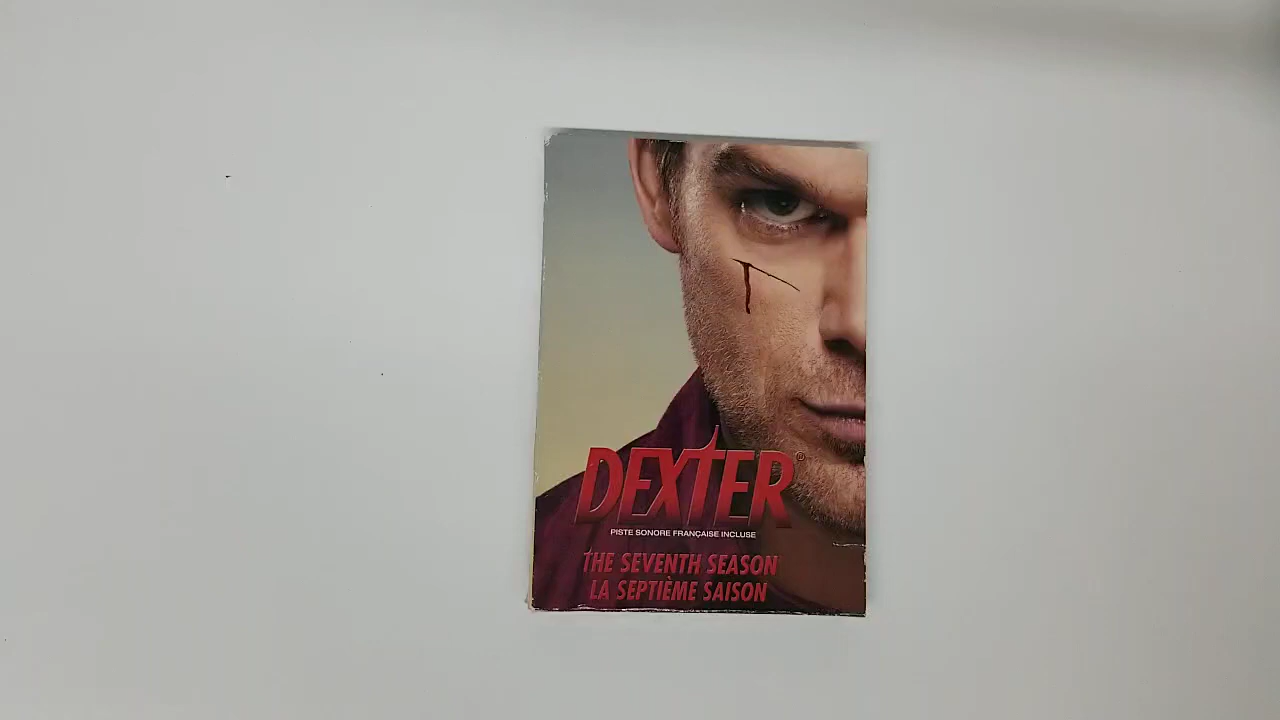 DEXTER®
PISTE SONORE FRANÇAISE INCLUSE
THE SEVENTH SEASON
LA SEPTIÈME SAISON